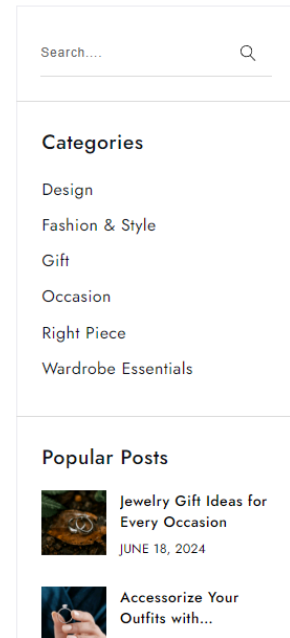 Search....
Categories
Design
Fashion & Style
Gift
Occasion
Right Piece
Wardrobe Essentials
Popular Posts
Jewelry Gift Ideas for
Every Occasion
JUNE 18, 2024
Accessorize Your
Outfits with...